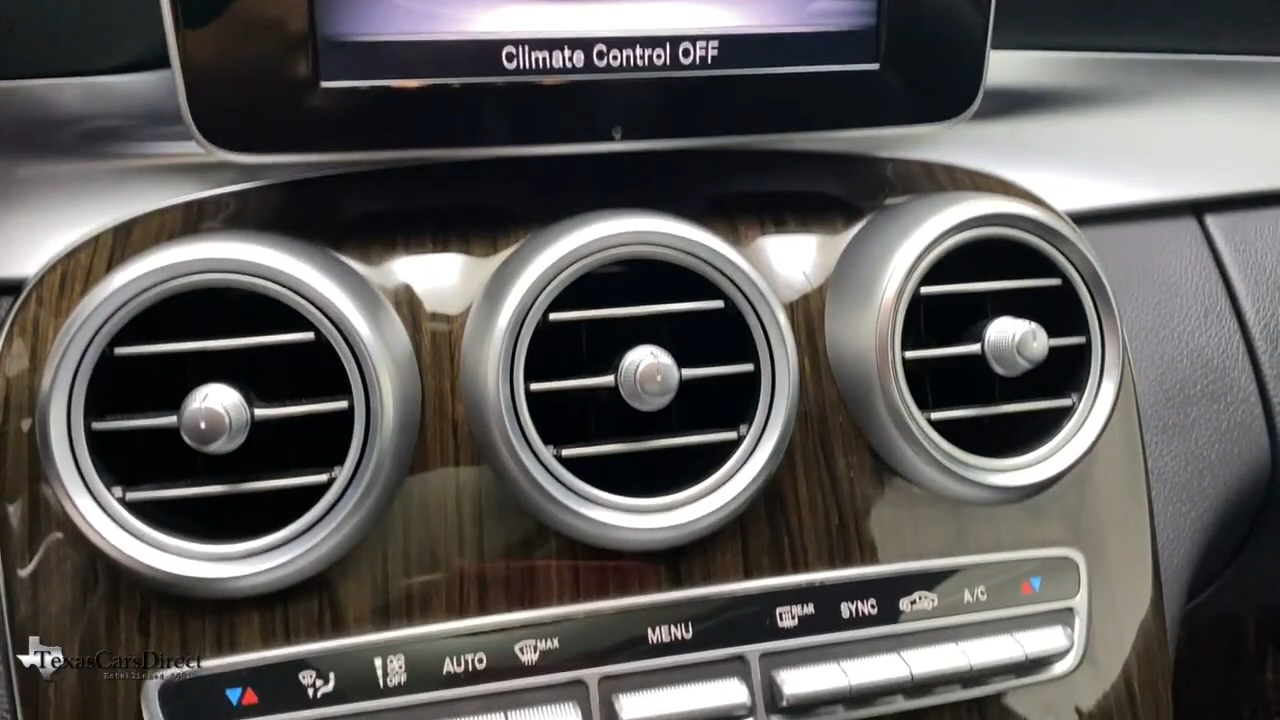 Climate Control OFF
OFF AUTO MAX MENU REAR SYNC A/C
TexasCarsDirect